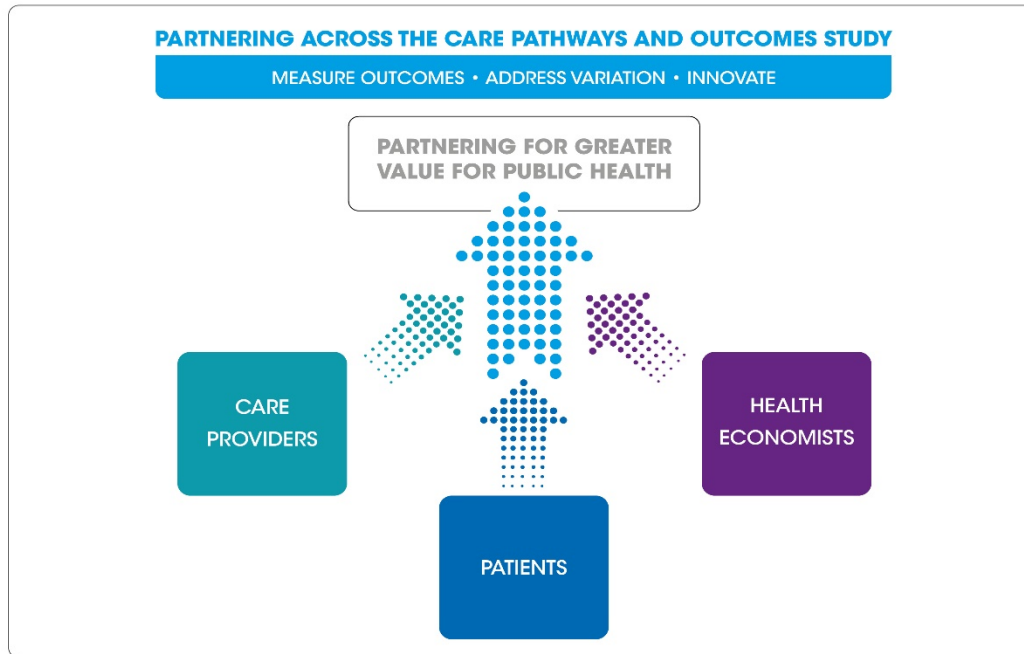 PARTNERING ACROSS THE CARE PATHWAYS AND OUTCOMES STUDY
MEASURE OUTCOMES • ADDRESS VARIATION • INNOVATE
PARTNERING FOR GREATER
VALUE FOR PUBLIC HEALTH
CARE
PROVIDERS
HEALTH
ECONOMISTS
PATIENTS